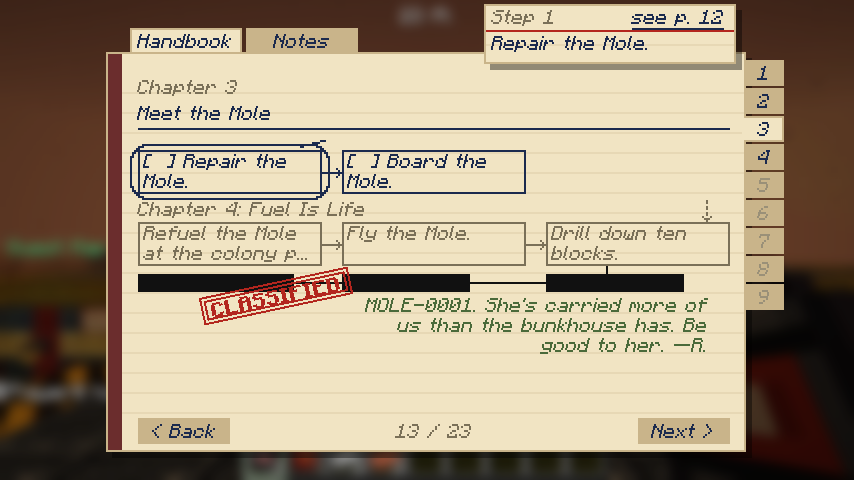 Step 1 see p. 12
Repair the Mole.
Handbook Notes
Chapter 3
Meet the Mole
[ ] Repair the
Mole.
[ ] Board the
Mole.
Chapter 4: Fuel Is Life
Refuel the Mole
at the colony p…
Fly the Mole.
Drill down ten
blocks.
CLASSIFIED
MOLE-0001. She's carried more of
us than the bunkhouse has. Be
good to her. —R.
< Back
13 / 23
Next >
1
2
3
4
5
6
7
8
9